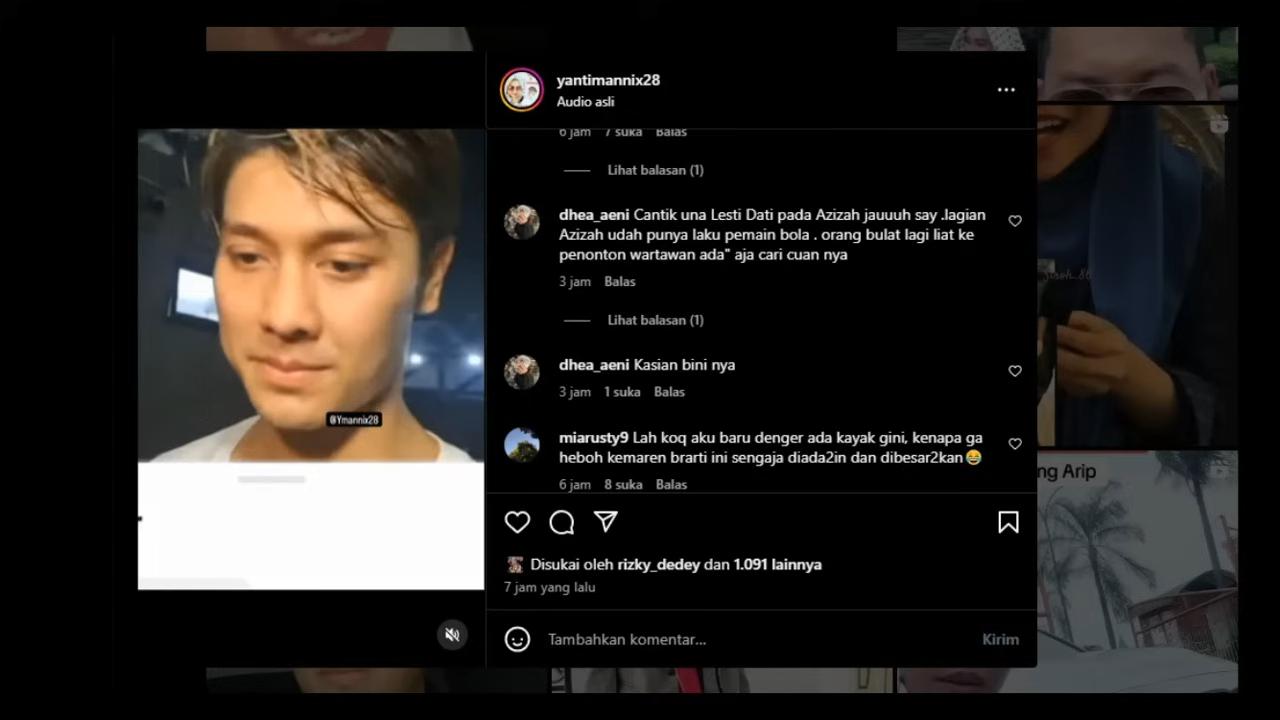 yantimannix28
Audio asli
6 jam 7 suka Balas
Lihat balasan (1)
dhea_aeni Cantik una Lesti Dati pada Azizah jauuuh say .lagian
Azizah udah punya laku pemain bola . orang bulat lagi liat ke
penonton wartawan ada" aja cari cuan nya
3 jam Balas
Lihat balasan (1)
dhea_aeni Kasian bini nya
3 jam 1 suka Balas
miarusty9 Lah koq aku baru denger ada kayak gini, kenapa ga
heboh kemaren brarti ini sengaja diada2in dan dibesar2kan😂
6 jam 8 suka Balas
Disukai oleh rizky_dedey dan 1.091 lainnya
7 jam yang lalu
Tambahkan komentar...
Kirim
@Ymannix28
ng Arip